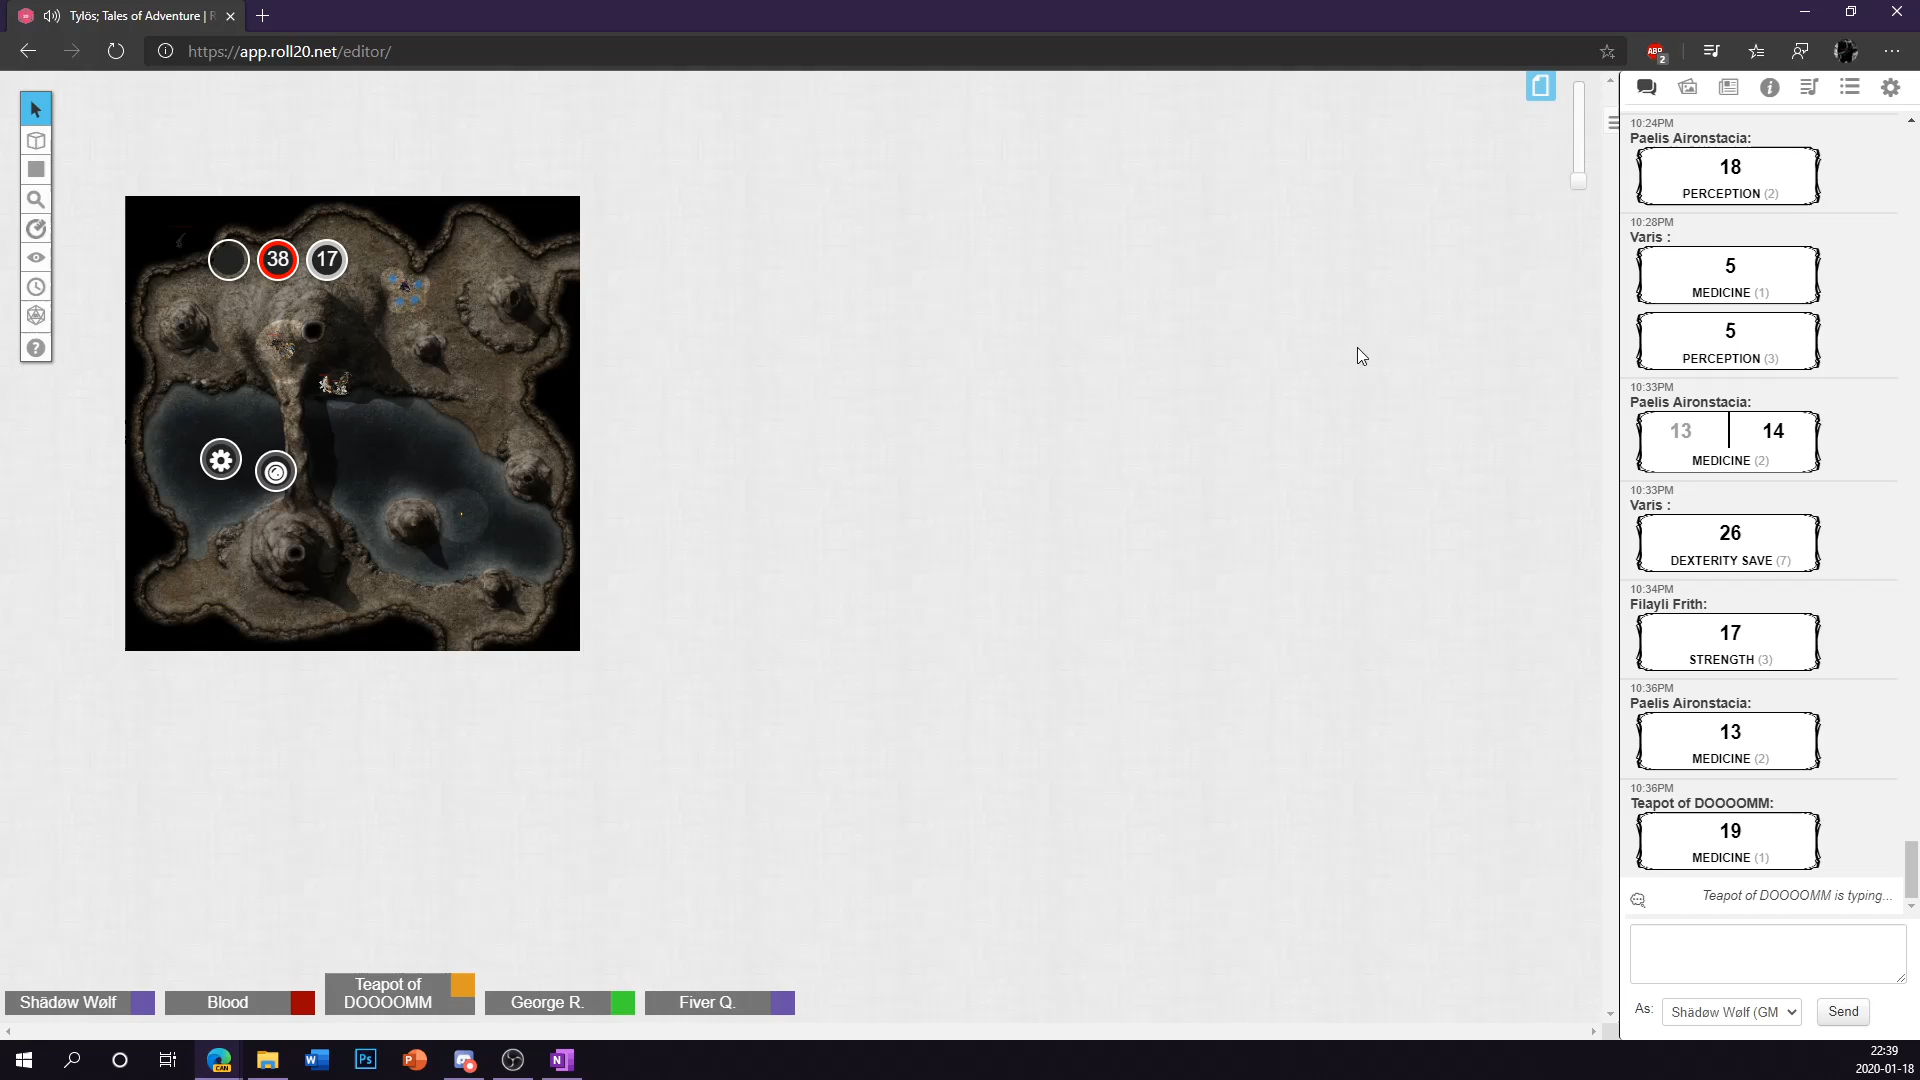 Tylös; Tales of Adventure | R
https://app.roll20.net/editor/
ABP
2
38
17
10:24PM
Paelis Aironstacia:
18
PERCEPTION (2)
10:28PM
Varis :
5
MEDICINE (1)
5
PERCEPTION (3)
10:33PM
Paelis Aironstacia:
13 14
MEDICINE (2)
10:33PM
Varis :
26
DEXTERITY SAVE (7)
10:34PM
Filayli Frith:
17
STRENGTH (3)
10:36PM
Paelis Aironstacia:
13
MEDICINE (2)
10:36PM
Teapot of DOOOOMM:
19
MEDICINE (1)
Teapot of DOOOOMM is typing...
As: Shädøw Wølf (GM
Send
Shädøw Wølf
Blood
Teapot of
DOOOOMM
George R.
Fiver Q.
CAN
W
Ps
P
N
22:39
2020-01-18